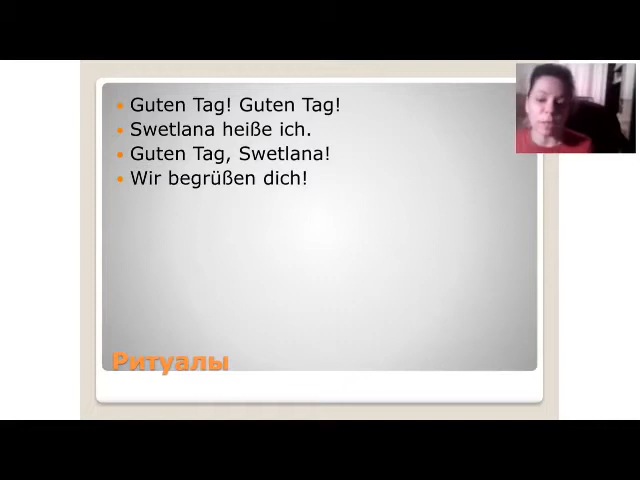 Guten Tag! Guten Tag!
Swetlana heiße ich.
Guten Tag, Swetlana!
Wir begrüßen dich!
Ритуалы